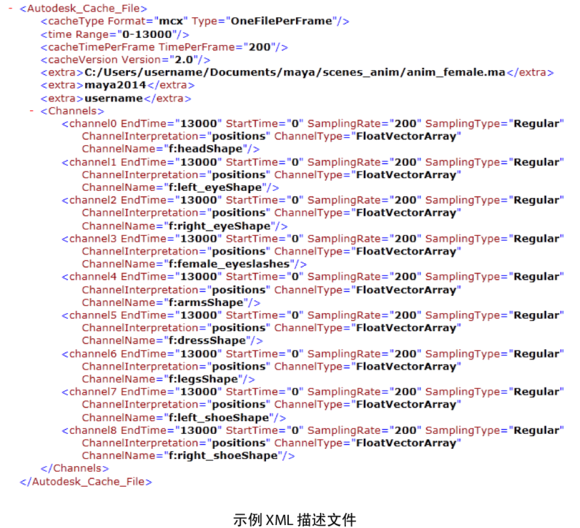 - <Autodesk_Cache_File>
<cacheType Format="mcx" Type="OneFilePerFrame"/>
<time Range="0-13000"/>
<cacheTimePerFrame TimePerFrame="200"/>
<cacheVersion Version="2.0"/>
<extra>C:/Users/username/Documents/maya/scenes_anim/anim_female.ma</extra>
<extra>maya2014</extra>
<extra>username</extra>
- <Channels>
<channel0 EndTime="13000" StartTime="0" SamplingRate="200" SamplingType="Regular"
ChannelInterpretation="positions" ChannelType="FloatVectorArray"
ChannelName="f:headShape"/>
<channel1 EndTime="13000" StartTime="0" SamplingRate="200" SamplingType="Regular"
ChannelInterpretation="positions" ChannelType="FloatVectorArray"
ChannelName="f:left_eyeShape"/>
<channel2 EndTime="13000" StartTime="0" SamplingRate="200" SamplingType="Regular"
ChannelInterpretation="positions" ChannelType="FloatVectorArray"
ChannelName="f:right_eyeShape"/>
<channel3 EndTime="13000" StartTime="0" SamplingRate="200" SamplingType="Regular"
ChannelInterpretation="positions" ChannelType="FloatVectorArray"
ChannelName="f:female_eyeslashes"/>
<channel4 EndTime="13000" StartTime="0" SamplingRate="200" SamplingType="Regular"
ChannelInterpretation="positions" ChannelType="FloatVectorArray"
ChannelName="f:armsShape"/>
<channel5 EndTime="13000" StartTime="0" SamplingRate="200" SamplingType="Regular"
ChannelInterpretation="positions" ChannelType="FloatVectorArray"
ChannelName="f:dressShape"/>
<channel6 EndTime="13000" StartTime="0" SamplingRate="200" SamplingType="Regular"
ChannelInterpretation="positions" ChannelType="FloatVectorArray"
ChannelName="f:legsShape"/>
<channel7 EndTime="13000" StartTime="0" SamplingRate="200" SamplingType="Regular"
ChannelInterpretation="positions" ChannelType="FloatVectorArray"
ChannelName="f:left_shoeShape"/>
<channel8 EndTime="13000" StartTime="0" SamplingRate="200" SamplingType="Regular"
ChannelInterpretation="positions" ChannelType="FloatVectorArray"
ChannelName="f:right_shoeShape"/>
</Channels>
</Autodesk_Cache_File>
示例 XML 描述文件